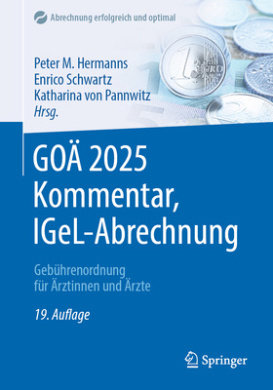 Abrechnung erfolgreich und optimal
Peter M. Hermanns
Enrico Schwartz
Katharina von Pannwitz
Hrsg.
GOÄ 2025
Kommentar,
IGeL-Abrechnung
Gebührenordnung
für Ärztinnen und Ärzte
19. Auflage
Springer